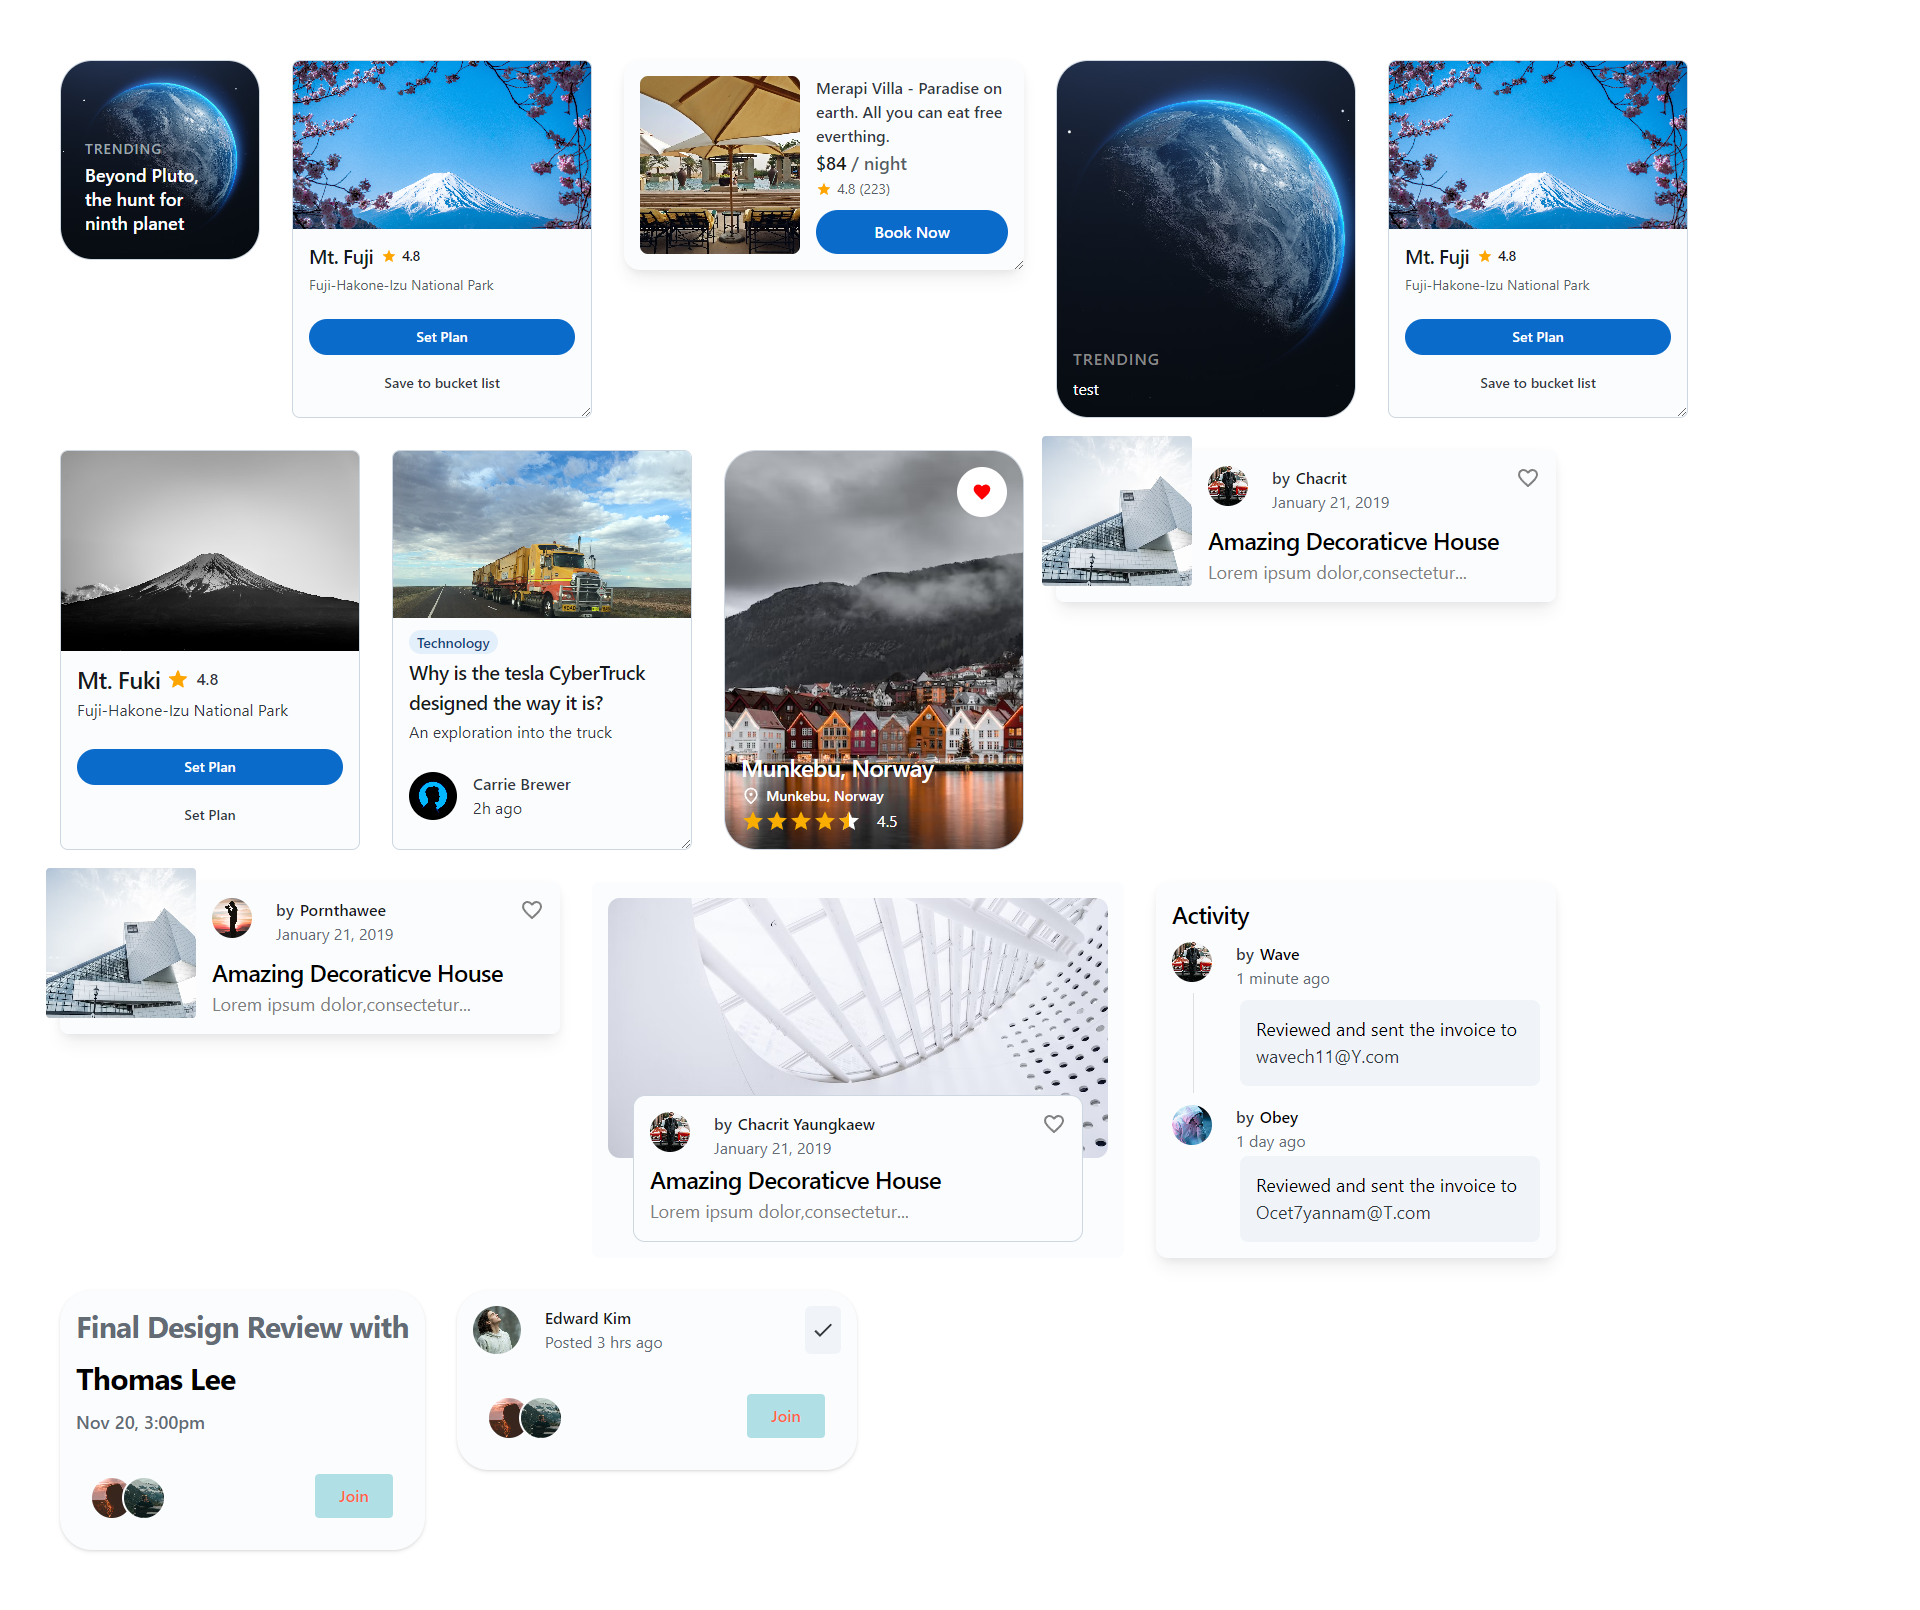 TRENDING
Beyond Pluto,
the hunt for
ninth planet
Mt. Fuji 4.8
Fuji-Hakone-Izu National Park
Set Plan
Save to bucket list
Merapi Villa - Paradise on
earth. All you can eat free
everthing.
$84 / night
4.8 (223)
Book Now
TRENDING
test
Mt. Fuji 4.8
Fuji-Hakone-Izu National Park
Set Plan
Save to bucket list
Mt. Fuki 4.8
Fuji-Hakone-Izu National Park
Set Plan
Set Plan
Technology
Why is the tesla CyberTruck
designed the way it is?
An exploration into the truck
Carrie Brewer
2h ago
Munkebu, Norway
Munkebu, Norway
4.5
by Chacrit
January 21, 2019
Amazing Decoraticve House
Lorem ipsum dolor,consectetur...
by Pornthawee
January 21, 2019
Amazing Decoraticve House
Lorem ipsum dolor,consectetur...
by Chacrit Yaungkaew
January 21, 2019
Amazing Decoraticve House
Lorem ipsum dolor,consectetur...
Activity
by Wave
1 minute ago
Reviewed and sent the invoice to
wavech11@Y.com
by Obey
1 day ago
Reviewed and sent the invoice to
Ocet7yannam@T.com
Final Design Review with
Thomas Lee
Nov 20, 3:00pm
Join
Edward Kim
Posted 3 hrs ago
Join